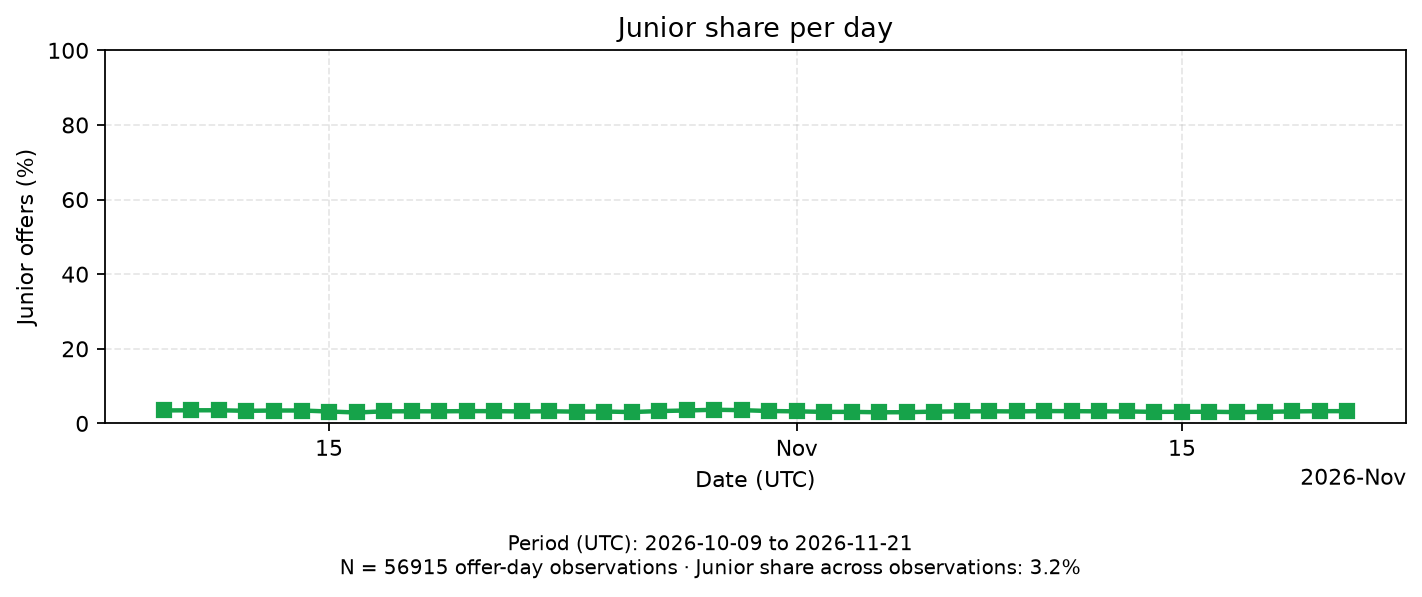 Junior share per day
Junior offers (%)
100
80
60
40
20
0
15
Nov
15
Date (UTC)
2026-Nov
Period (UTC): 2026-10-09 to 2026-11-21
N = 56915 offer-day observations · Junior share across observations: 3.2%